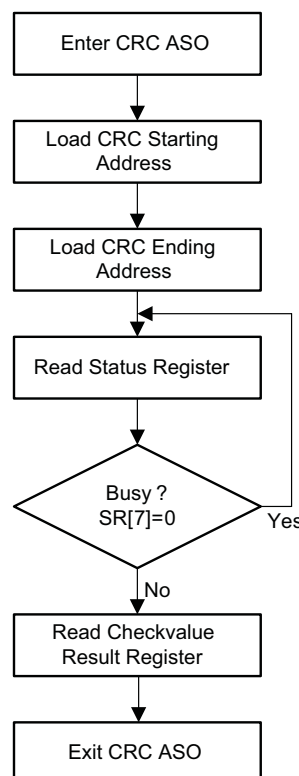 Enter CRC ASO
Load CRC Starting
Address
Load CRC Ending
Address
Read Status Register
Busy ?
SR[7]=0
Yes
No
Read Checkvalue
Result Register
Exit CRC ASO